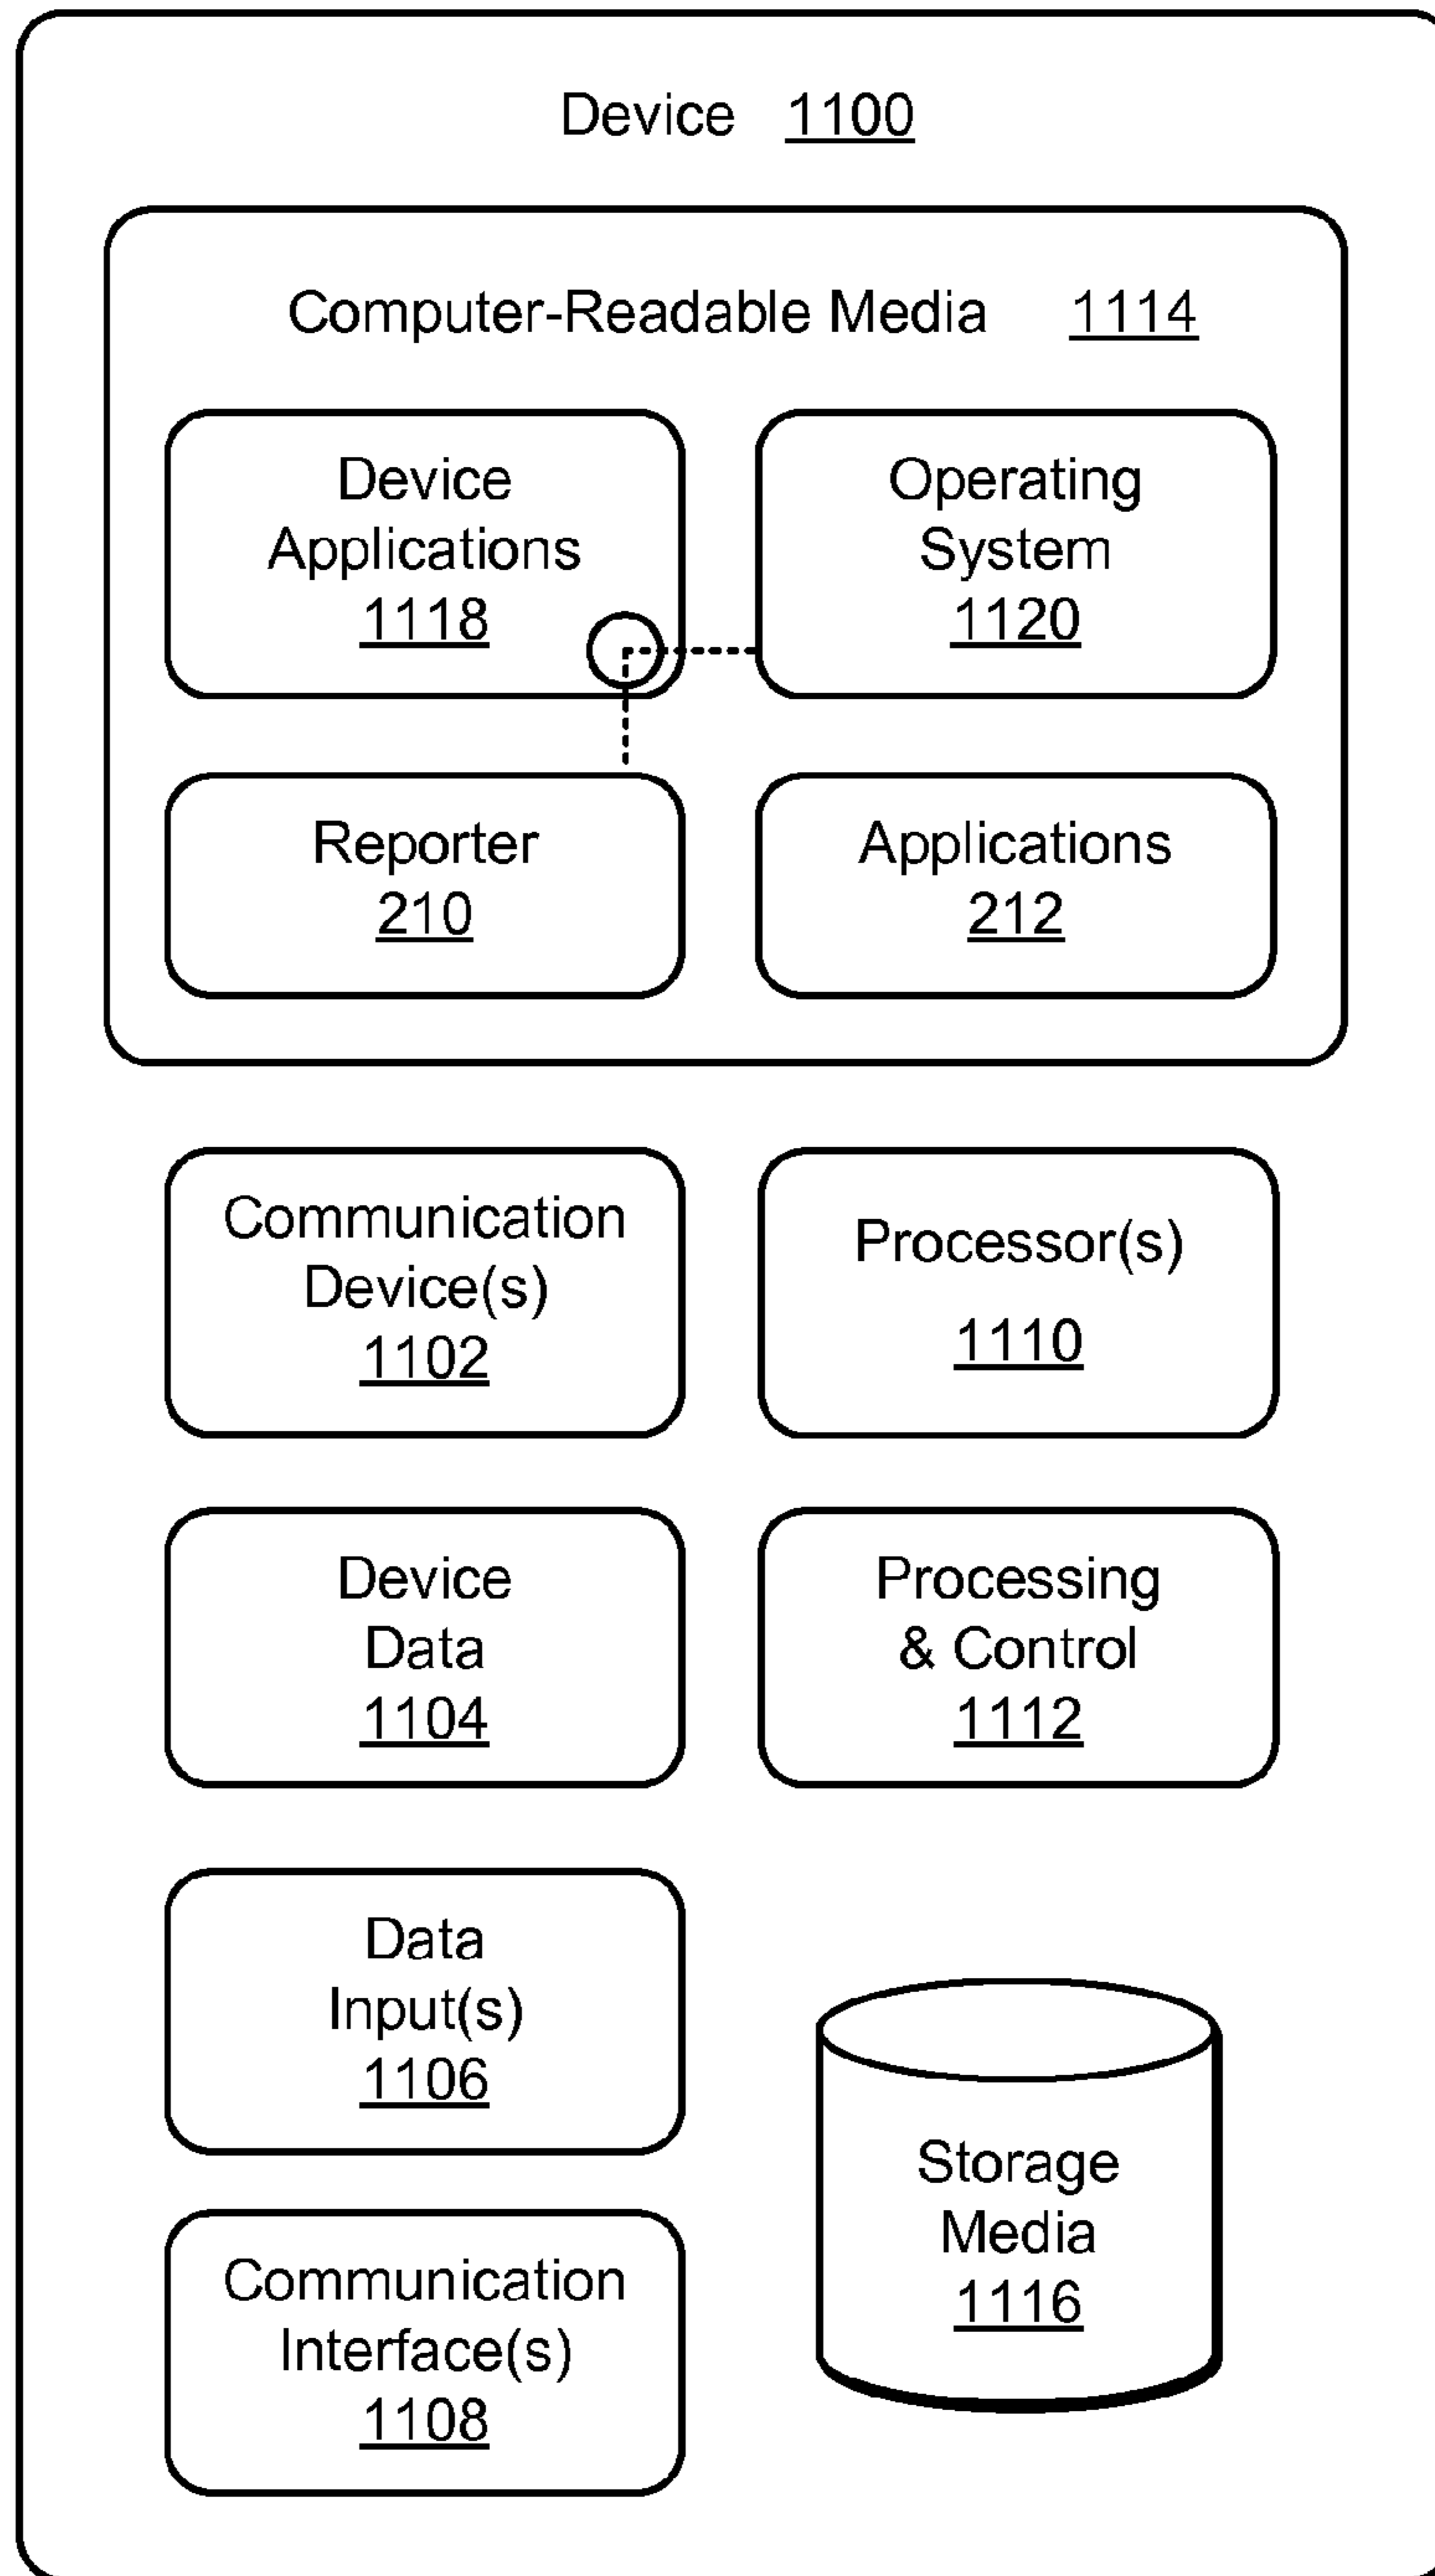 Device 1100
Computer-Readable Media 1114
Device
Applications
1118
Operating
System
1120
Reporter
210
Applications
212
Communication
Device(s)
1102
Processor(s)
1110
Device
Data
1104
Processing
& Control
1112
Data
Input(s)
1106
Storage
Media
1116
Communication
Interface(s)
1108